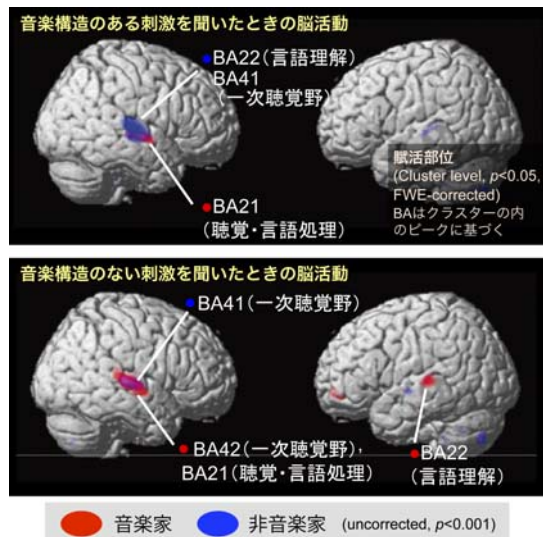 音楽構造のある刺激を聞いたときの脳活動
BA22(言語理解)
BA41
(一次聴覚野)
BA21
(聴覚・言語処理)
賦活部位
(Cluster level, p<0.05,
FWE-corrected)
BAはクラスターの内
のピークに基づく
音楽構造のない刺激を聞いたときの脳活動
BA41(一次聴覚野)
BA42(一次聴覚野),
BA21(聴覚・言語処理)
BA22
(言語理解)
音楽家 非音楽家 (uncorrected, p<0.001)